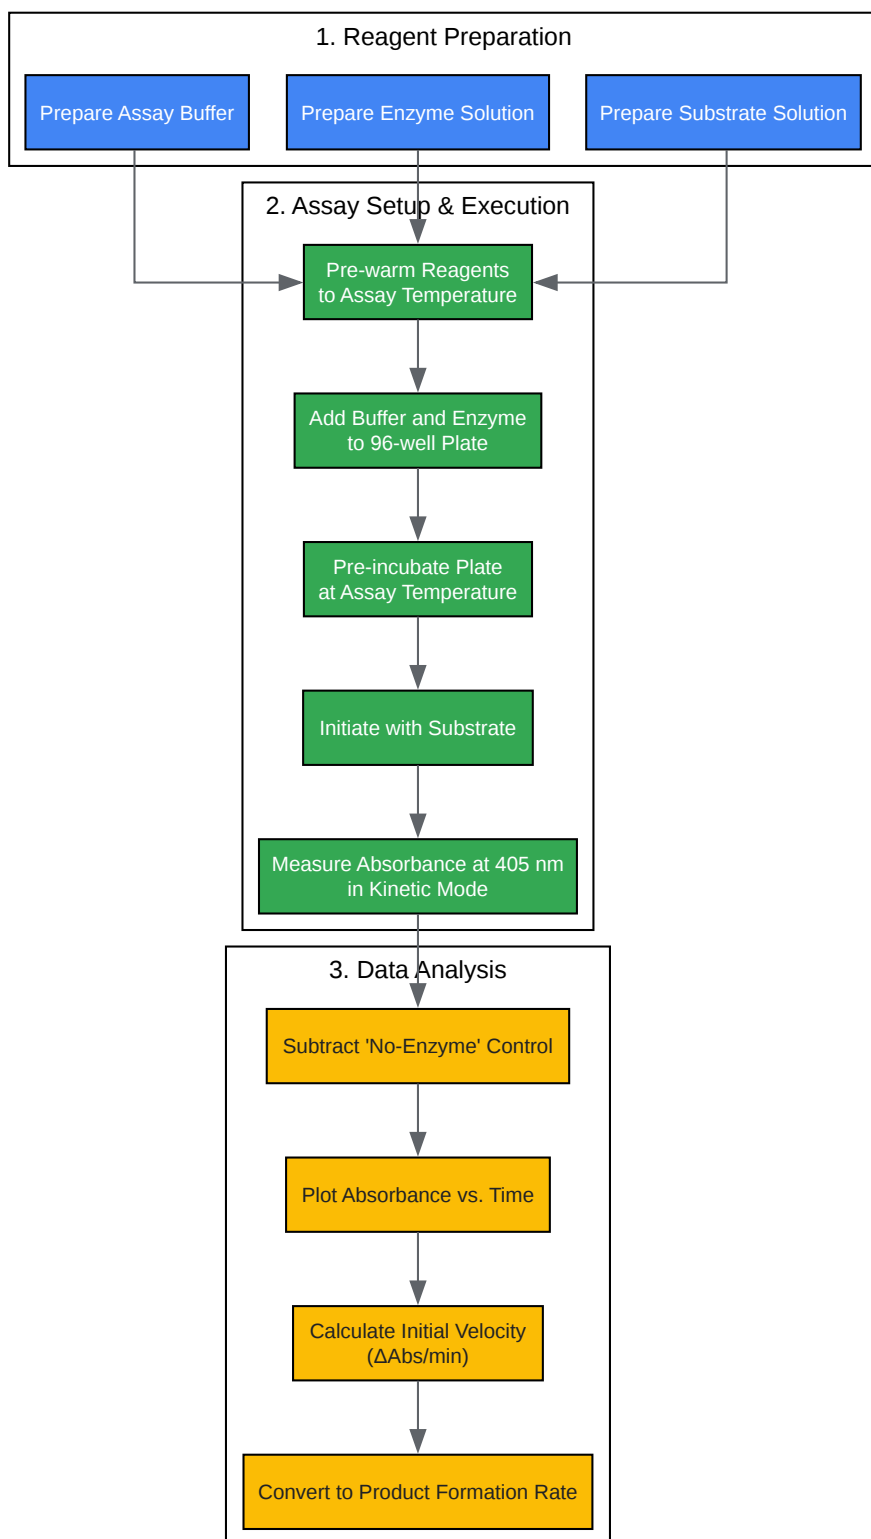 1. Reagent Preparation
Prepare Assay Buffer
Prepare Enzyme Solution
Prepare Substrate Solution
2. Assay Setup & Execution
Pre-warm Reagents
to Assay Temperature
Add Buffer and Enzyme
to 96-well Plate
Pre-incubate Plate
at Assay Temperature
Initiate with Substrate
Measure Absorbance at 405 nm
in Kinetic Mode
3. Data Analysis
Subtract 'No-Enzyme' Control
Plot Absorbance vs. Time
Calculate Initial Velocity
(ΔAbs/min)
Convert to Product Formation Rate